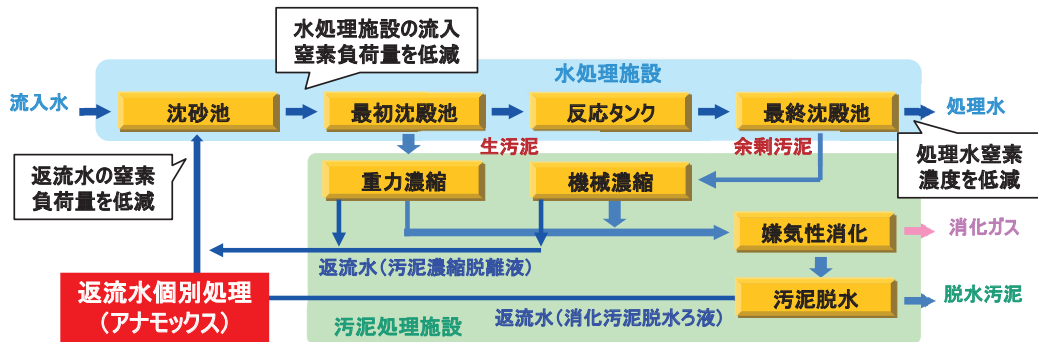 水処理施設の流入
窒素負荷量を低減
水処理施設
流入水
沈砂池
最初沈殿池
反応タンク
最終沈殿池
処理水
生汚泥
余剰汚泥
処理水窒素
濃度を低減
返流水の窒素
負荷量を低減
重力濃縮
機械濃縮
嫌気性消化
消化ガス
返流水(汚泥濃縮脱離液)
返流水個別処理
(アナモックス)
汚泥脱水
脱水汚泥
返流水(消化汚泥脱水ろ液)
汚泥処理施設